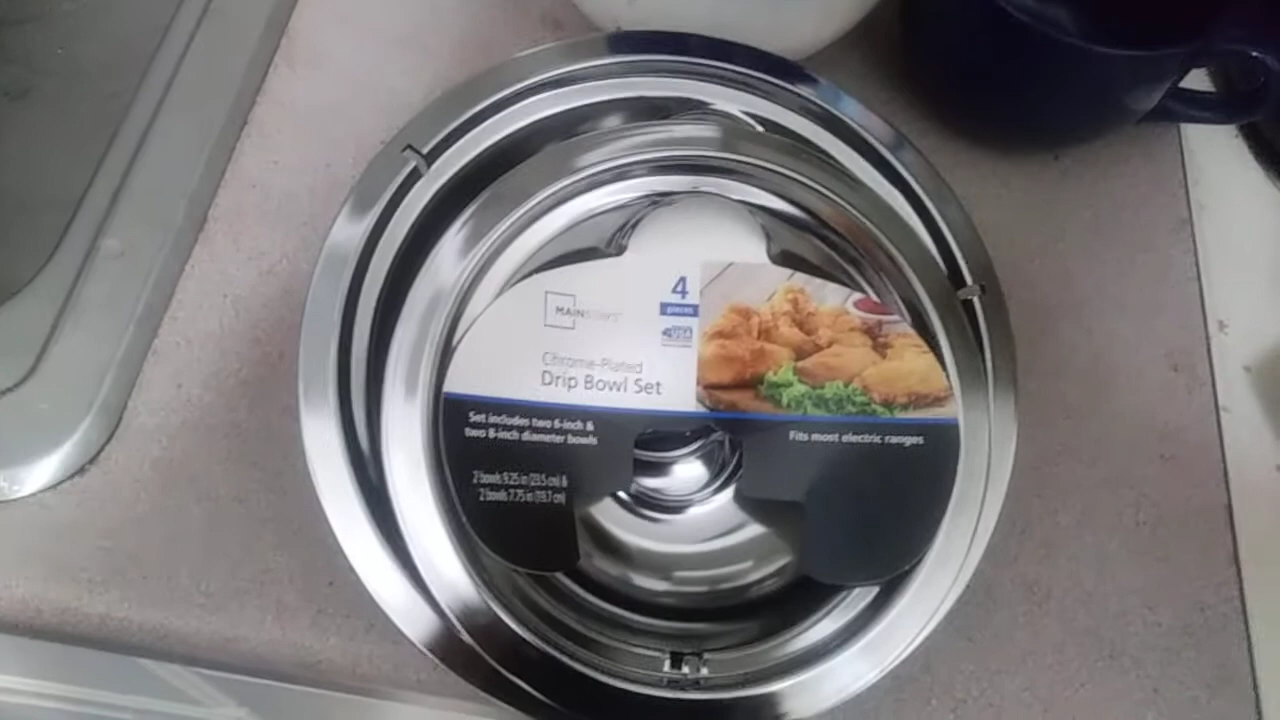 MAINSTAYS
4
pieces
USA
Chrome-Plated
Drip Bowl Set
Set includes two 6-inch &
two 8-inch diameter bowls
Fits most electric ranges
2 bowls 9.25 in (23.5 cm) &
2 bowls 7.75 in (19.7 cm)